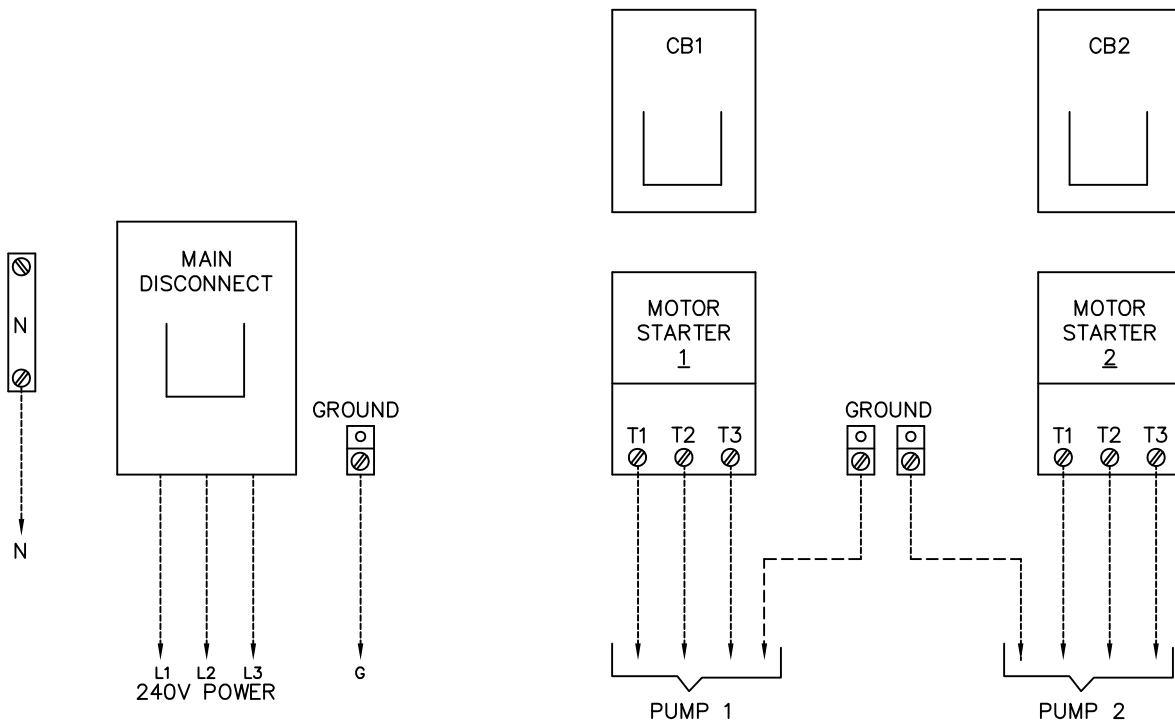 CB1
CB2
MAIN
DISCONNECT
N
N
GROUND
MOTOR
STARTER
1
T1 T2 T3
GROUND
MOTOR
STARTER
2
T1 T2 T3
L1 L2 L3
240V POWER
G
PUMP 1
PUMP 2